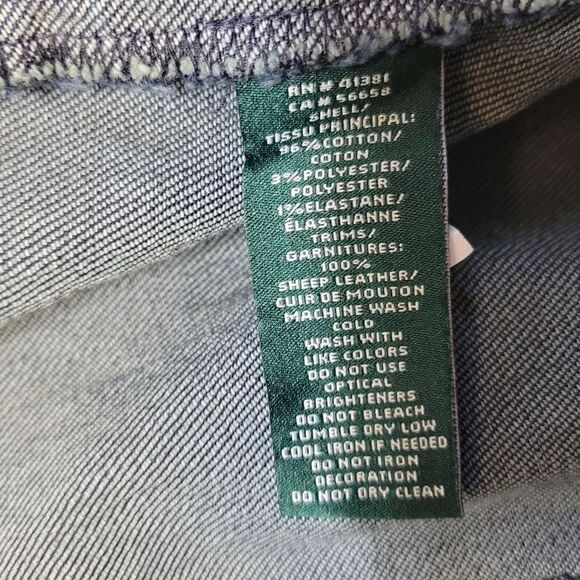 RN # 41381
CA # 56658
SHELL/
TISSU PRINCIPAL:
96%COTTON/
COTON
3%POLYESTER/
POLYESTER
1%ELASTANE/
ELASTHANNE
TRIMS/
GARNITURES:
100%
SHEEP LEATHER/
CUIR DE MOUTON
MACHINE WASH
COLD
WASH WITH
LIKE COLORS
DO NOT USE
OPTICAL
BRIGHTENERS
DO NOT BLEACH
TUMBLE DRY LOW
COOL IRON IF NEEDED
DO NOT IRON
DECORATION
DO NOT DRY CLEAN